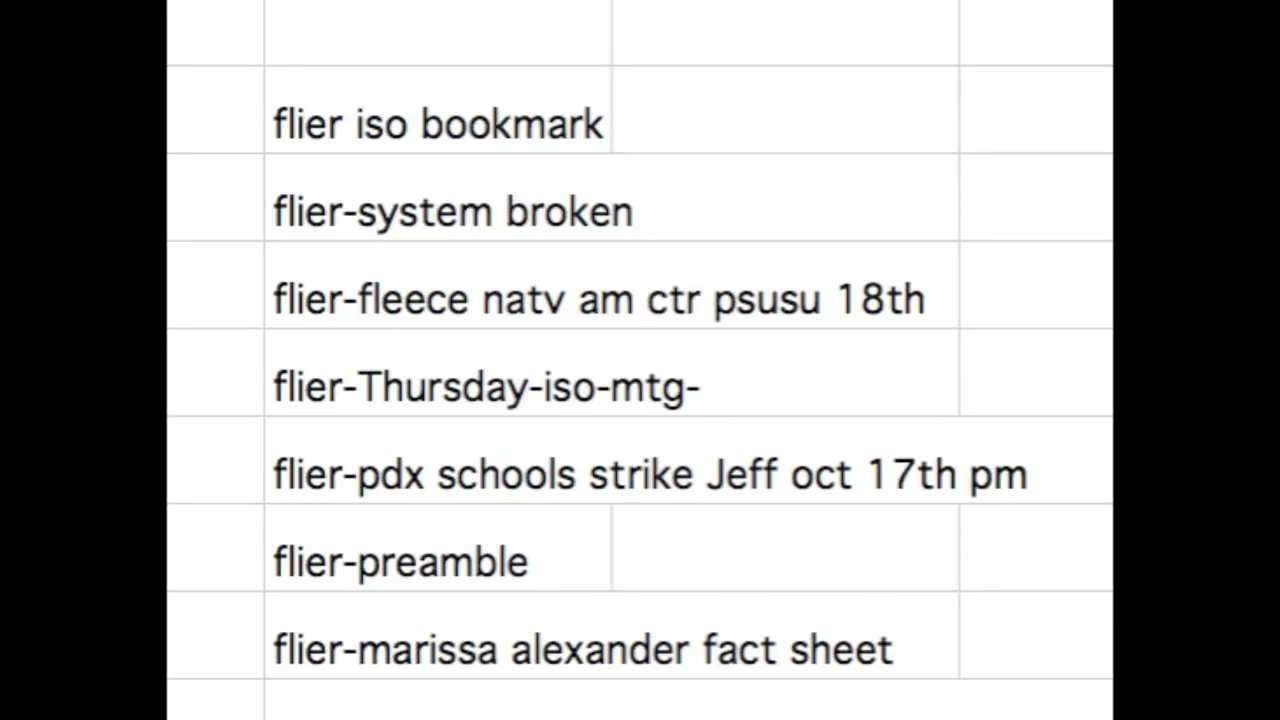 flier iso bookmark
flier-system broken
flier-fleece natv am ctr psusu 18th
flier-Thursday-iso-mtg-
flier-pdx schools strike Jeff oct 17th pm
flier-preamble
flier-marissa alexander fact sheet